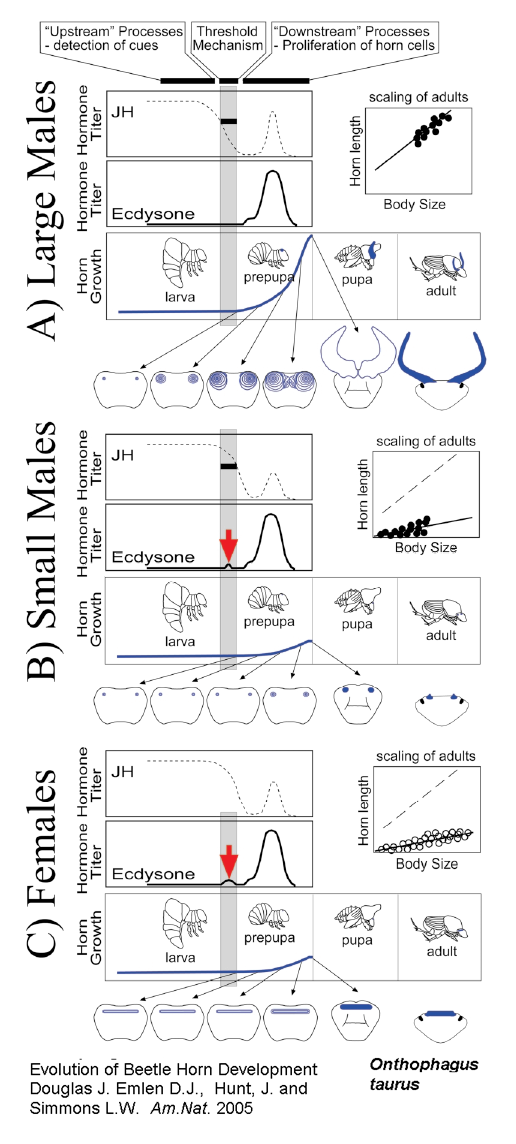 "Upstream" Processes
- detection of cues
Threshold
Mechanism
"Downstream" Processes
- Proliferation of horn cells
A) Large Males
Hormone
Titer
JH
scaling of adults
Horn length
Body Size
Hormone
Titer
Ecdysone
Horn
Growth
larva
prepupa
pupa
adult
B) Small Males
Hormone
Titer
JH
scaling of adults
Horn length
Body Size
Hormone
Titer
Ecdysone
Horn
Growth
larva
prepupa
pupa
adult
C) Females
Hormone
Titer
JH
scaling of adults
Horn length
Body Size
Hormone
Titer
Ecdysone
Horn
Growth
larva
prepupa
pupa
adult
Evolution of Beetle Horn Development
Douglas J. Emlen D.J., Hunt, J. and
Simmons L.W. Am.Nat. 2005
Onthophagus
taurus